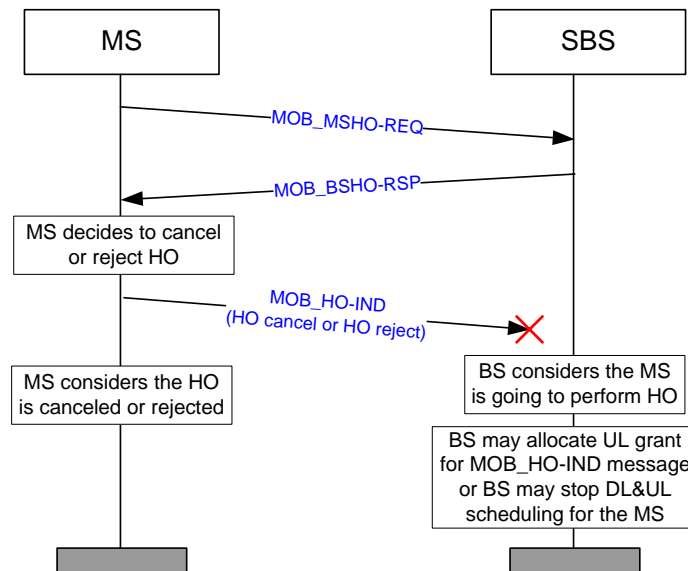 MS
SBS
MOB_MSHO-REQ
MOB_BSHO-RSP
MS decides to cancel
or reject HO
MOB_HO-IND
(HO cancel or HO reject)
MS considers the HO
is canceled or rejected
BS considers the MS
is going to perform HO
BS may allocate UL grant
for MOB_HO-IND message
or BS may stop DL&UL
scheduling for the MS